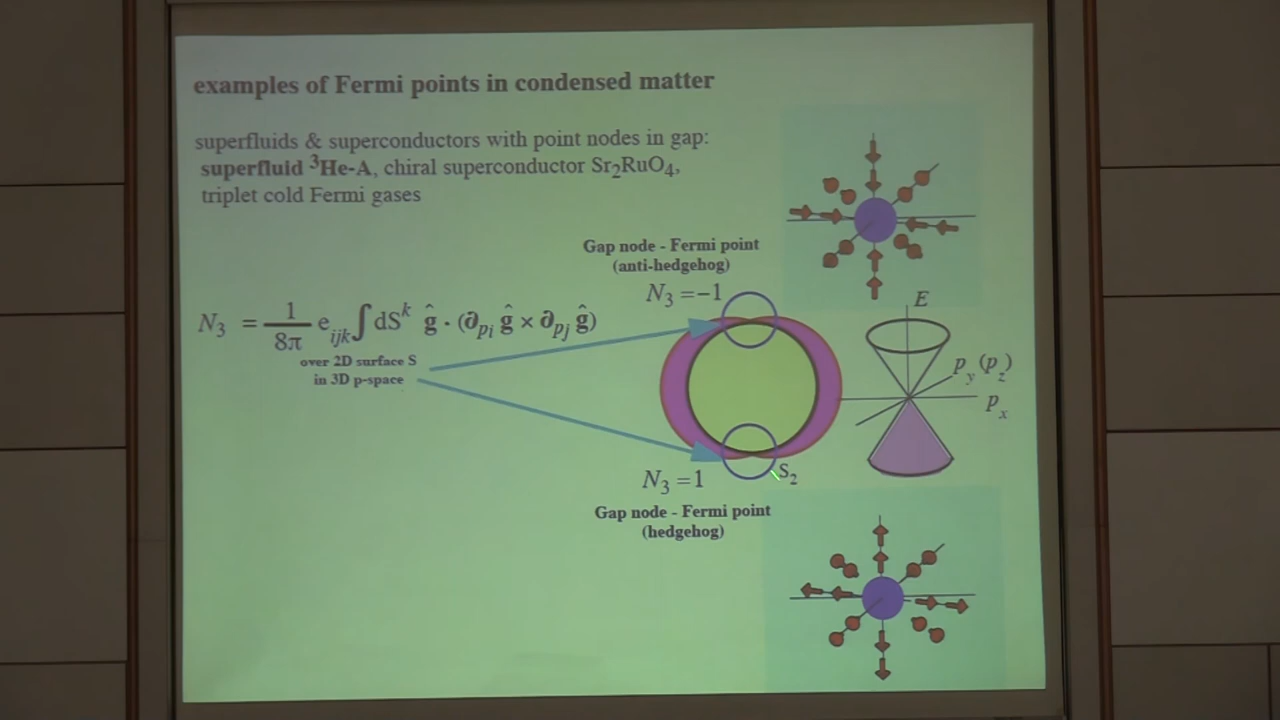 examples of Fermi points in condensed matter
superfluids & superconductors with point nodes in gap:
superfluid ³He-A, chiral superconductor Sr₂RuO₄,
triplet cold Fermi gases
Gap node - Fermi point
(anti-hedgehog)
N₃ =−1
N₃ = 1/8π e_ijk ∫ dS^k ĝ · (∂_pi ĝ × ∂_pj ĝ)
over 2D surface S
in 3D p-space
E
p_y(p_z)
p_x
N₃ =1
S₂
Gap node - Fermi point
(hedgehog)